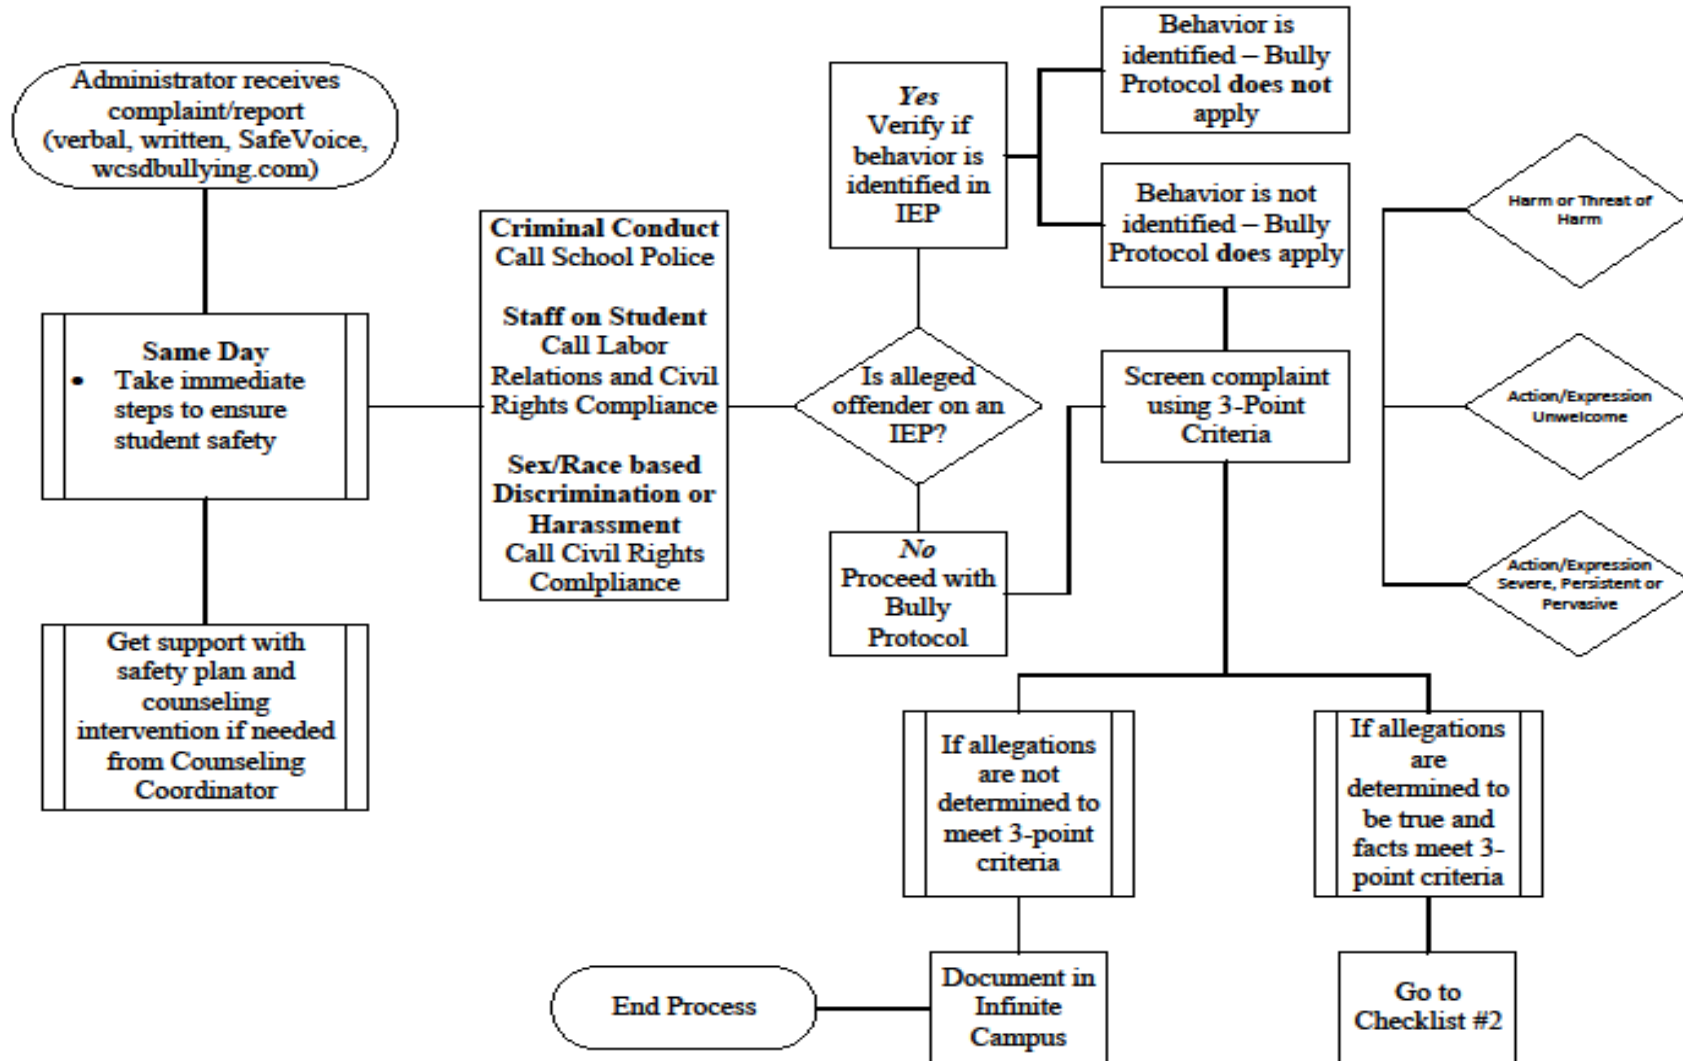 Administrator receives
complaint/report
(verbal, written, SafeVoice,
wcsdbullying.com)
Same Day
• Take immediate
steps to ensure
student safety
Get support with
safety plan and
counseling
intervention if needed
from Counseling
Coordinator
Criminal Conduct
Call School Police
Staff on Student
Call Labor
Relations and Civil
Rights Compliance
Sex/Race based
Discrimination or
Harassment
Call Civil Rights
Comlpliance
Is alleged
offender on an
IEP?
Yes
Verify if
behavior is
identified in
IEP
No
Proceed with
Bully
Protocol
Behavior is
identified – Bully
Protocol does not
apply
Behavior is not
identified – Bully
Protocol does apply
Screen complaint
using 3-Point
Criteria
Harm or Threat of
Harm
Action/Expression
Unwelcome
Action/Expression
Severe, Persistent or
Pervasive
If allegations
are not
determined to
meet 3-point
criteria
If allegations
are
determined to
be true and
facts meet 3-
point criteria
Document in
Infinite
Campus
End Process
Go to
Checklist #2